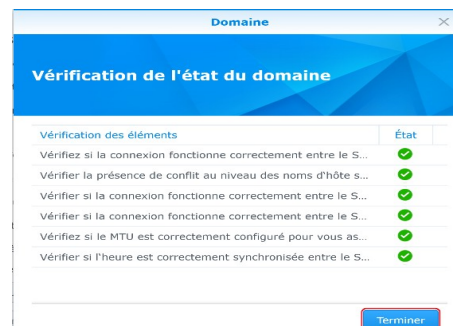 Domaine
Vérification de l'état du domaine
Vérification des éléments État
Vérifiez si la connexion fonctionne correctement entre le S...
Vérifier la présence de conflit au niveau des noms d'hôte s...
Vérifier si la connexion fonctionne correctement entre le S...
Vérifier si la connexion fonctionne correctement entre le S...
Vérifiez si le MTU est correctement configuré pour vous as...
Vérifier si l'heure est correctement synchronisée entre le S...
Terminer